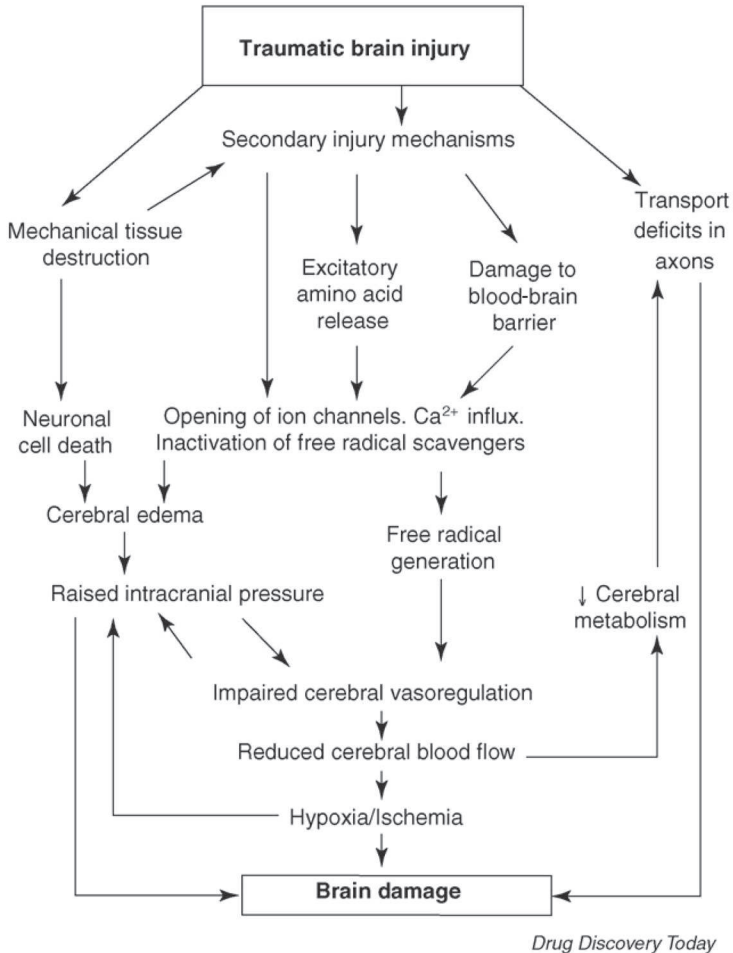 Traumatic brain injury
Secondary injury mechanisms
Mechanical tissue
destruction
Transport
deficits in
axons
Excitatory
amino acid
release
Damage to
blood-brain
barrier
Neuronal
cell death
Opening of ion channels. Ca²⁺ influx.
Inactivation of free radical scavengers
Cerebral edema
Free radical
generation
Raised intracranial pressure
↓ Cerebral
metabolism
Impaired cerebral vasoregulation
Reduced cerebral blood flow
Hypoxia/Ischemia
Brain damage
Drug Discovery Today